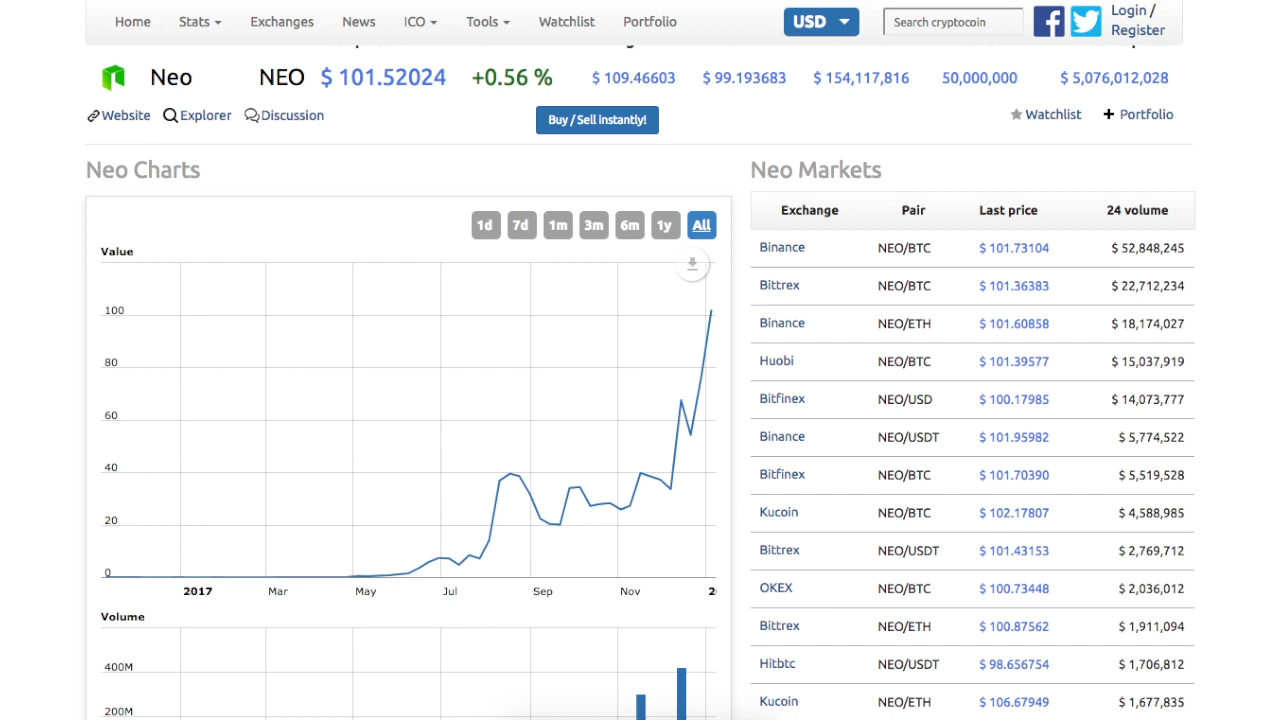 Home Stats Exchanges News ICO Tools Watchlist Portfolio USD Search cryptocoin Login / Register
Neo NEO $ 101.52024 +0.56 % $ 109.46603 $ 99.193683 $ 154,117,816 50,000,000 $ 5,076,012,028
Website Explorer Discussion Buy / Sell instantly! Watchlist + Portfolio
Neo Charts
1d 7d 1m 3m 6m 1y All
Value
100
80
60
40
20
0
2017 Mar May Jul Sep Nov
Volume
400M
200M
Neo Markets
Exchange Pair Last price 24 volume
Binance NEO/BTC $ 101.73104 $ 52,848,245
Bittrex NEO/BTC $ 101.36383 $ 22,712,234
Binance NEO/ETH $ 101.60858 $ 18,174,027
Huobi NEO/BTC $ 101.39577 $ 15,037,919
Bitfinex NEO/USD $ 100.17985 $ 14,073,777
Binance NEO/USDT $ 101.95982 $ 5,774,522
Bitfinex NEO/BTC $ 101.70390 $ 5,519,528
Kucoin NEO/BTC $ 102.17807 $ 4,588,985
Bittrex NEO/USDT $ 101.43153 $ 2,769,712
OKEX NEO/BTC $ 100.73448 $ 2,036,012
Bittrex NEO/ETH $ 100.87562 $ 1,911,094
Hitbtc NEO/USDT $ 98.656754 $ 1,706,812
Kucoin NEO/ETH $ 106.67949 $ 1,677,835